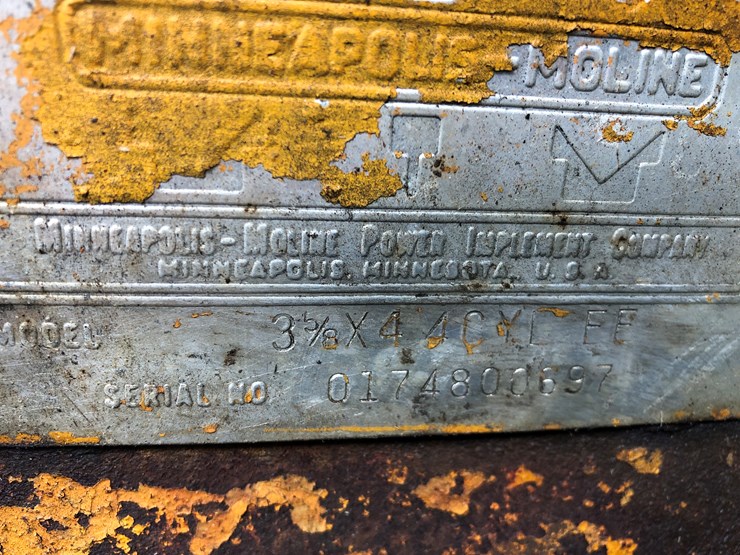 MINNEAPOLIS-MOLINE
MINNEAPOLIS-MOLINE POWER IMPLEMENT COMPANY
MINNEAPOLIS, MINNESOTA, U.S.A.
MODEL 3⅝X4.4CYL EE
SERIAL NO 0174800697